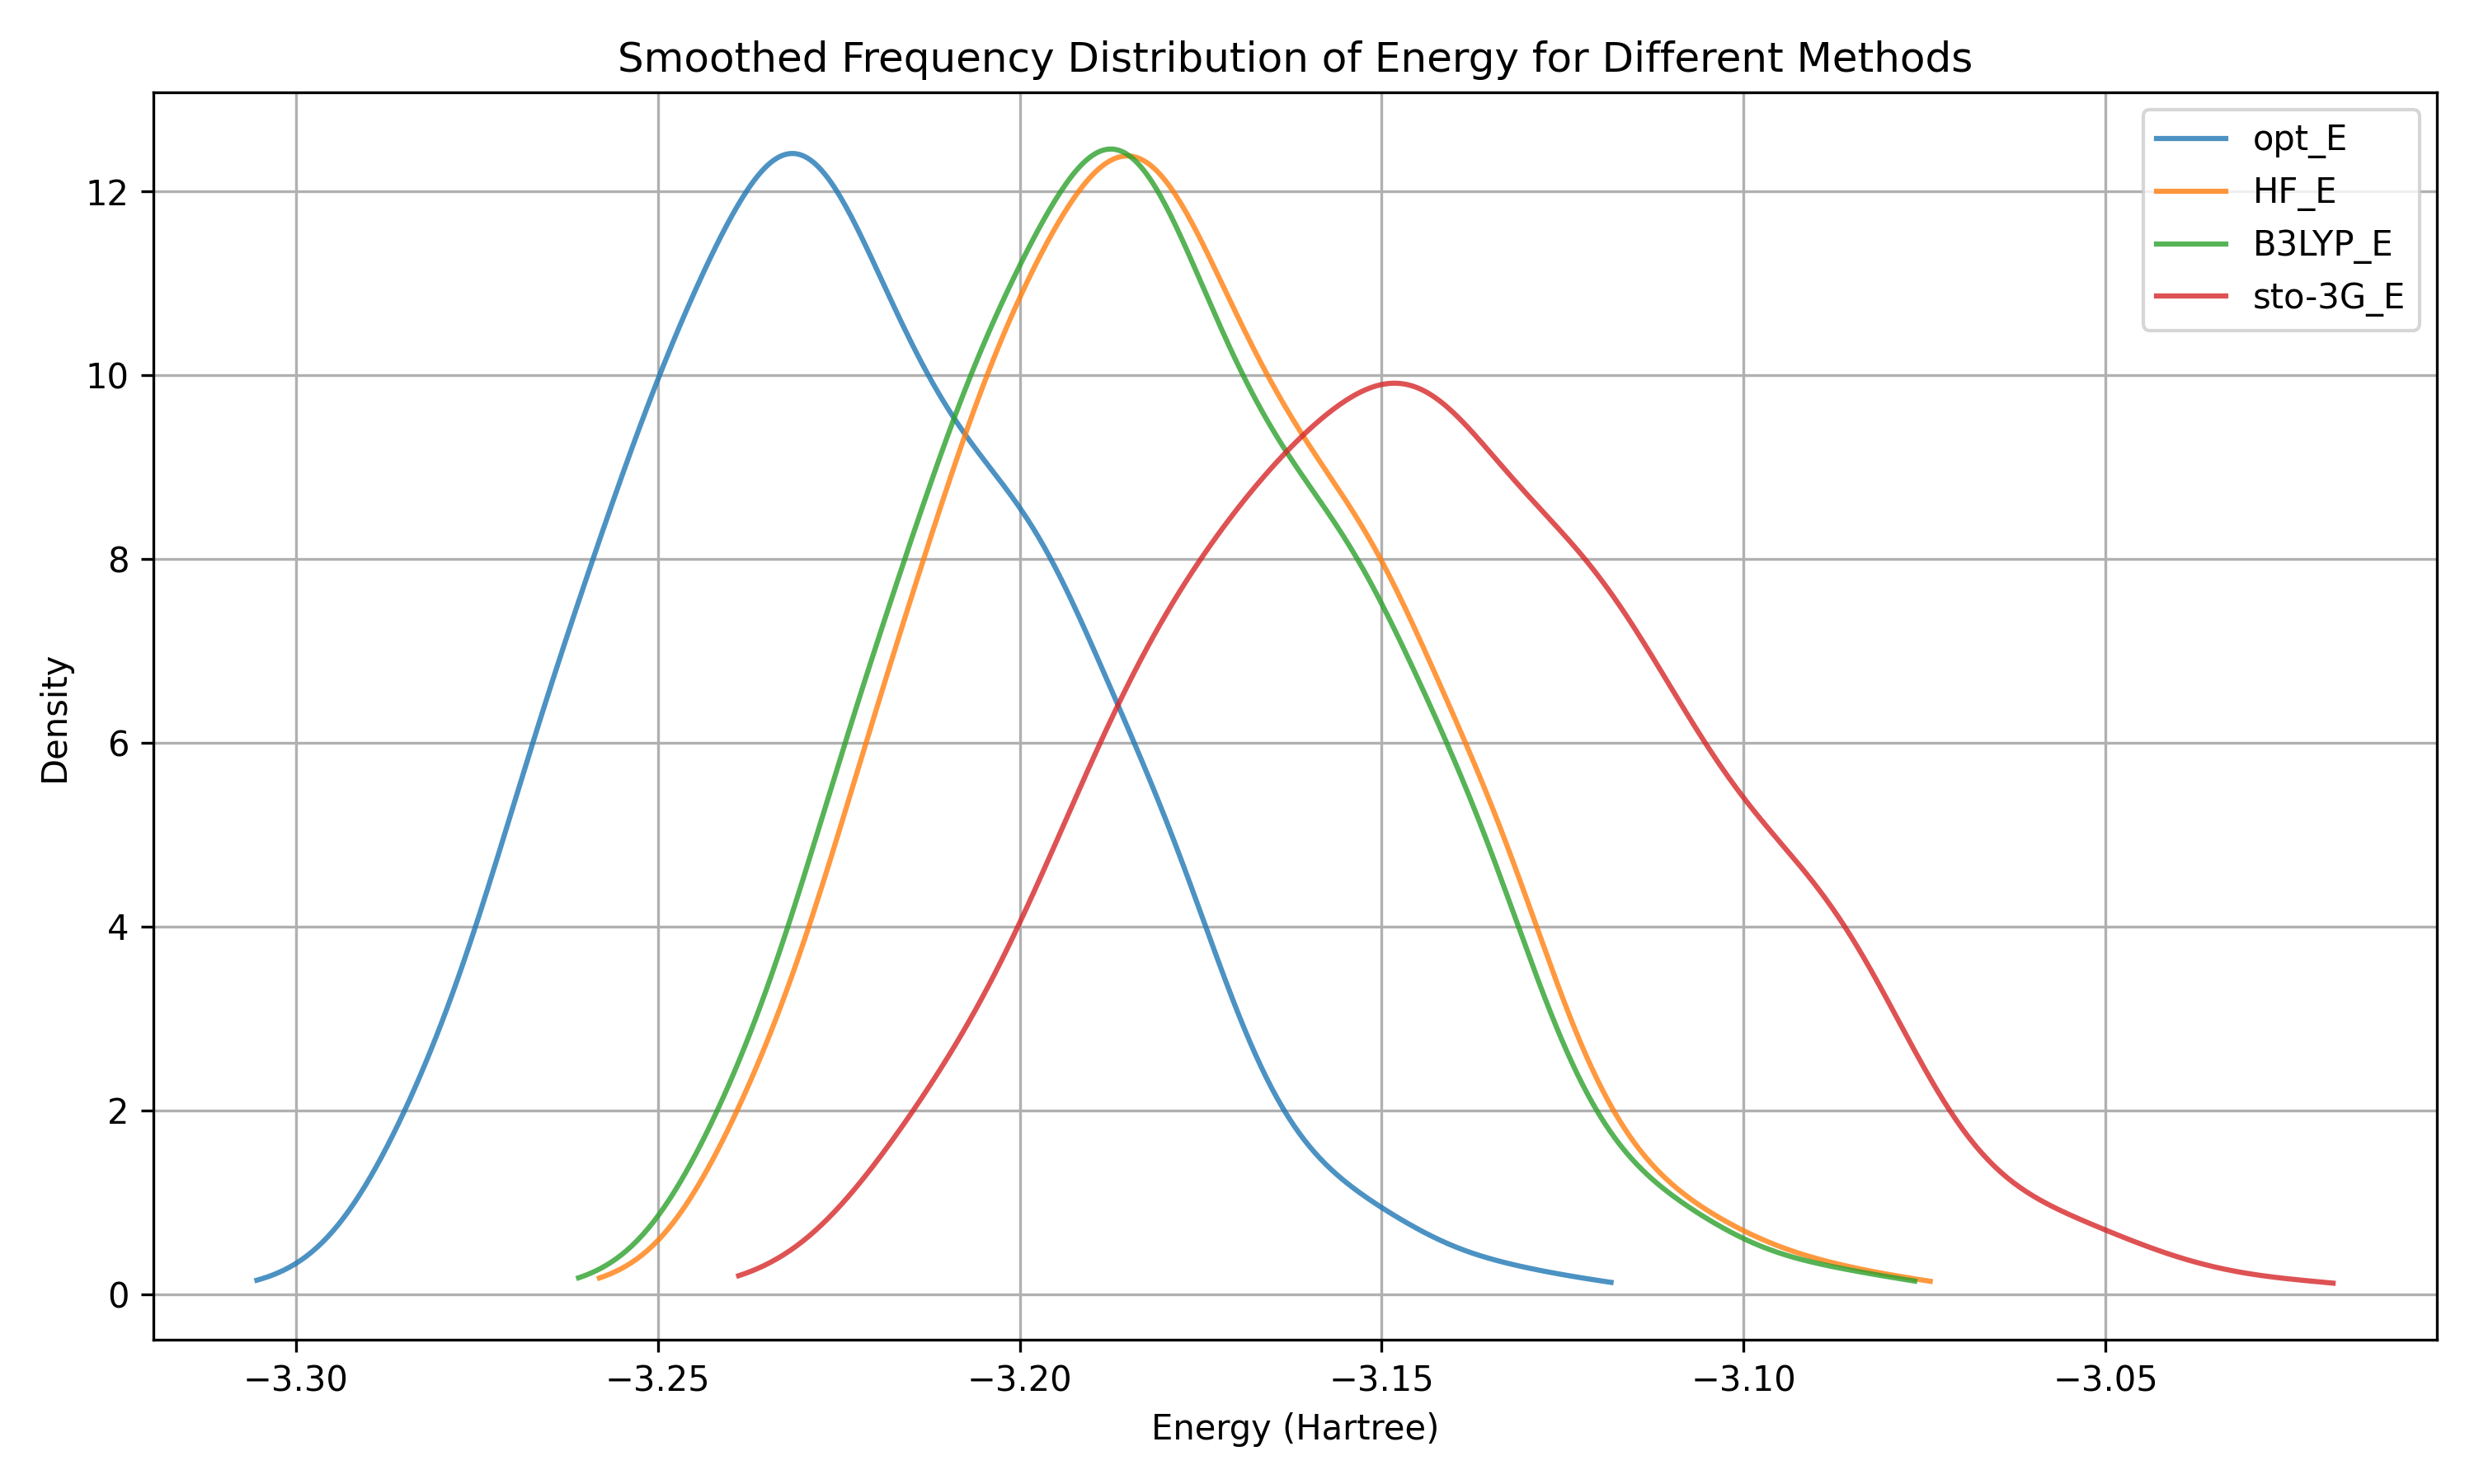 Smoothed Frequency Distribution of Energy for Different Methods
opt_E
HF_E
B3LYP_E
sto-3G_E
12
10
8
6
4
2
0
Density
−3.30
−3.25
−3.20
−3.15
−3.10
−3.05
Energy (Hartree)